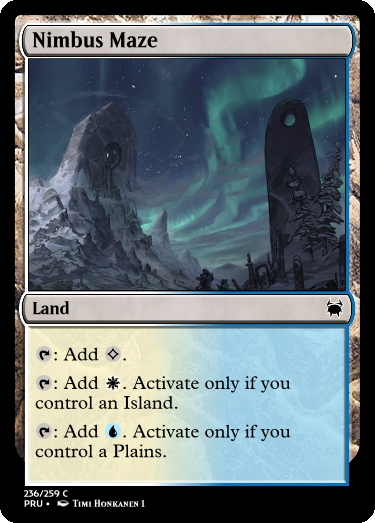 Nimbus Maze
Land
: Add .
: Add . Activate only if you
control an Island.
: Add . Activate only if you
control a Plains.
236/259 C
PRU • Timi Honkanen 1